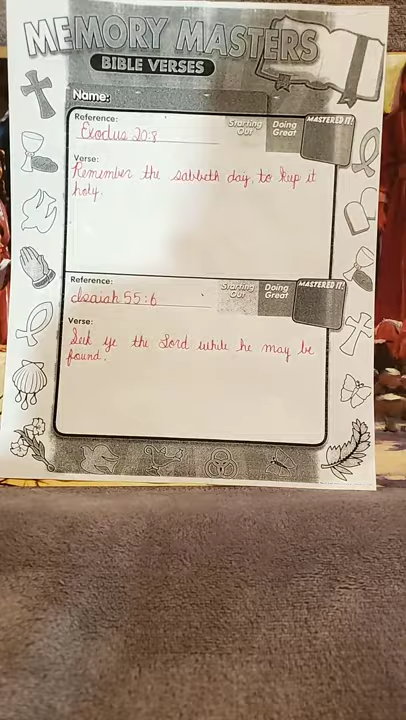 MEMORY MASTERS
BIBLE VERSES
Name:
Reference:
Exodus 20:8
Starting Out
Doing Great
MASTERED IT!
Verse:
Remember the sabbath day, to keep it
holy.
Reference:
Isaiah 55:6
Starting Out
Doing Great
MASTERED IT!
Verse:
Seek ye the Lord while he may be
found.